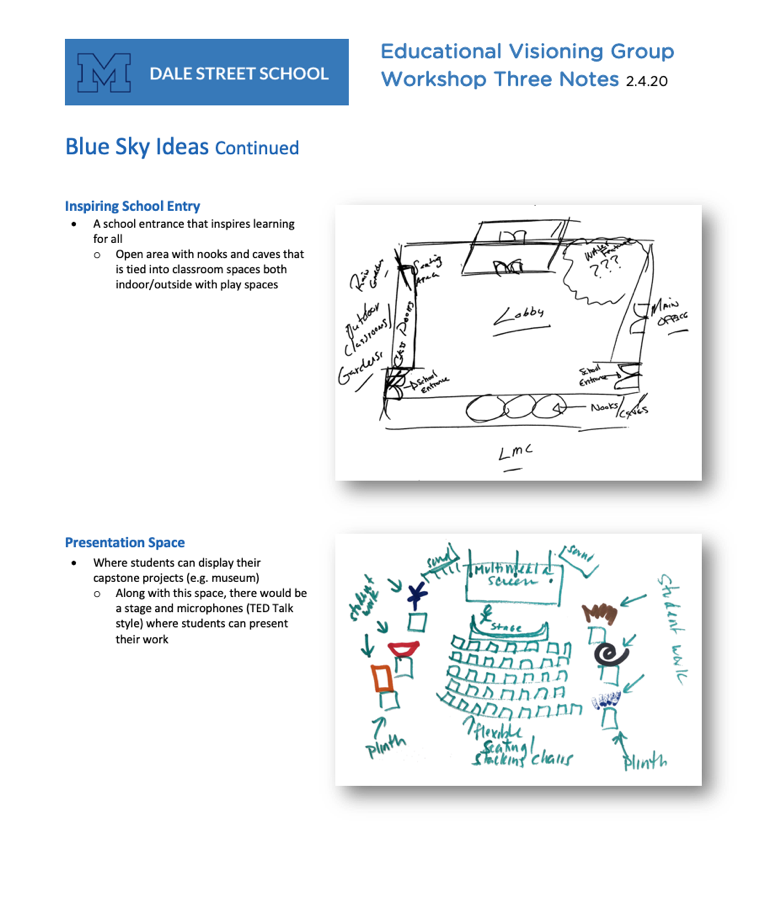 M DALE STREET SCHOOL
Educational Visioning Group
Workshop Three Notes 2.4.20
Blue Sky Ideas Continued
Inspiring School Entry
• A school entrance that inspires learning
for all
o Open area with nooks and caves that
is tied into classroom spaces both
indoor/outside with play spaces
Rain
Garden
Seating
Area
Water
Feature
???
Outdoor
Classrooms/
Gardens
Glass Doors
Lobby
Main
Office
School
Entrance
School
Entrance
Nooks/Caves
LMC
Presentation Space
• Where students can display their
capstone projects (e.g. museum)
o Along with this space, there would be
a stage and microphones (TED Talk
style) where students can present
their work
sound
Multimedia
screen
sound
student
work
Stage
Student work
Plinth
flexible
seating/
stacking chairs
Plinth